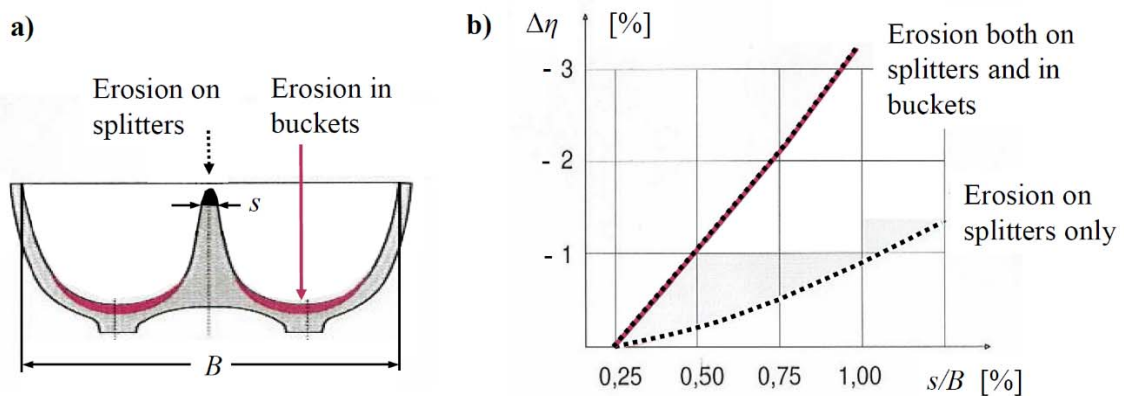 a)
Erosion on
splitters
Erosion in
buckets
s
B
b)
Δη [%]
Erosion both on
splitters and in
buckets
- 3
- 2
Erosion on
splitters only
- 1
0
0,25 0,50 0,75 1,00 s/B [%]